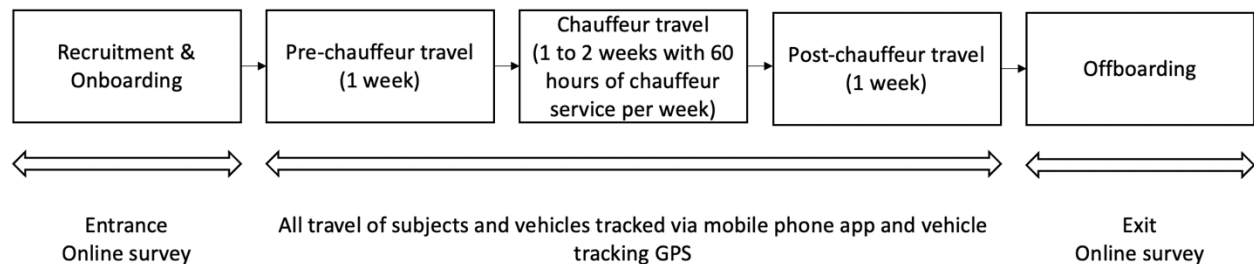 Recruitment &
Onboarding
Pre-chauffeur travel
(1 week)
Chauffeur travel
(1 to 2 weeks with 60
hours of chauffeur
service per week)
Post-chauffeur travel
(1 week)
Offboarding
Entrance
Online survey
All travel of subjects and vehicles tracked via mobile phone app and vehicle
tracking GPS
Exit
Online survey